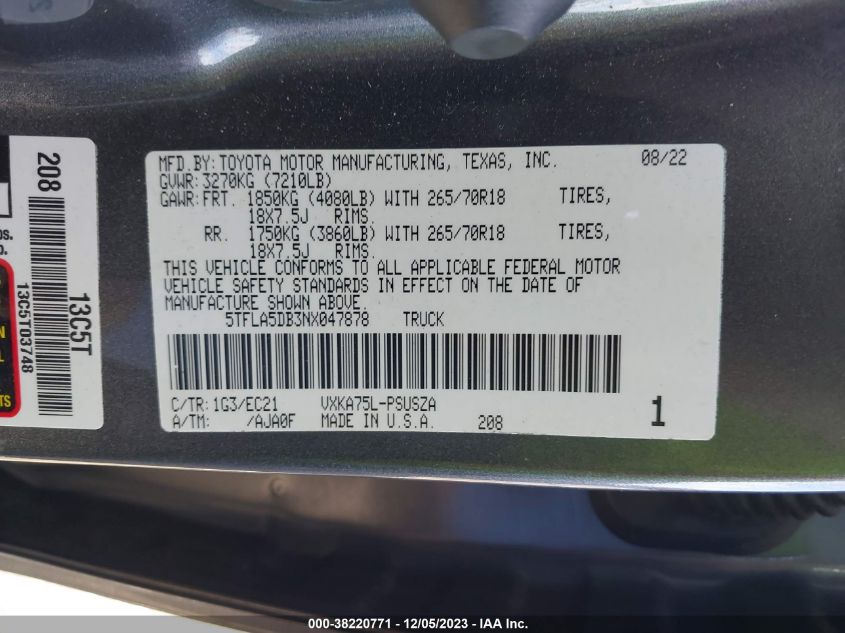 208
13C5T
13C5T03748
MFD.BY:TOYOTA MOTOR MANUFACTURING, TEXAS, INC. 08/22
GVWR:3270KG (7210LB)
GAWR:FRT. 1850KG (4080LB) WITH 265/70R18 TIRES,
18X7.5J RIMS.
RR. 1750KG (3860LB) WITH 265/70R18 TIRES,
18X7.5J RIMS.
THIS VEHICLE CONFORMS TO ALL APPLICABLE FEDERAL MOTOR
VEHICLE SAFETY STANDARDS IN EFFECT ON THE DATE OF
MANUFACTURE SHOWN ABOVE.
5TFLA5DB3NX047878 TRUCK
C/TR:1G3/EC21 VXKA75L-PSUSZA
A/TM: /AJA0F MADE IN U.S.A. 208 1
000-38220771 - 12/05/2023 - IAA Inc.